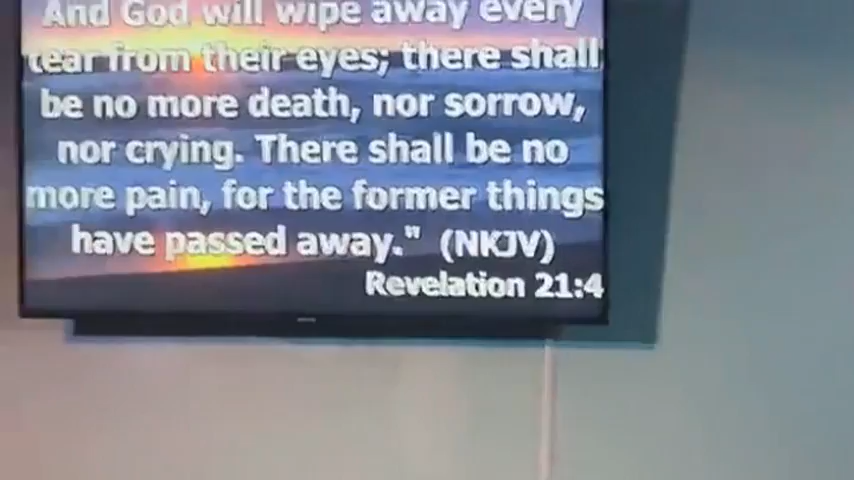 And God will wipe away every
tear from their eyes; there shall
be no more death, nor sorrow,
nor crying. There shall be no
more pain, for the former things
have passed away." (NKJV)
Revelation 21:4